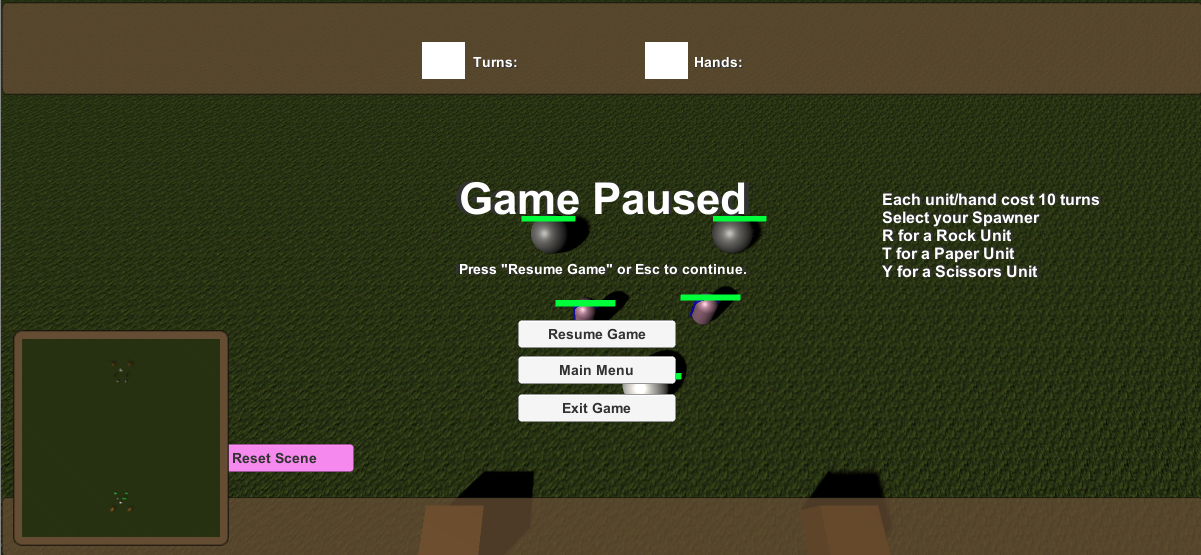 Turns:
Hands:
Game Paused
Each unit/hand cost 10 turns
Select your Spawner
R for a Rock Unit
T for a Paper Unit
Y for a Scissors Unit
Press "Resume Game" or Esc to continue.
Resume Game
Main Menu
Exit Game
Reset Scene